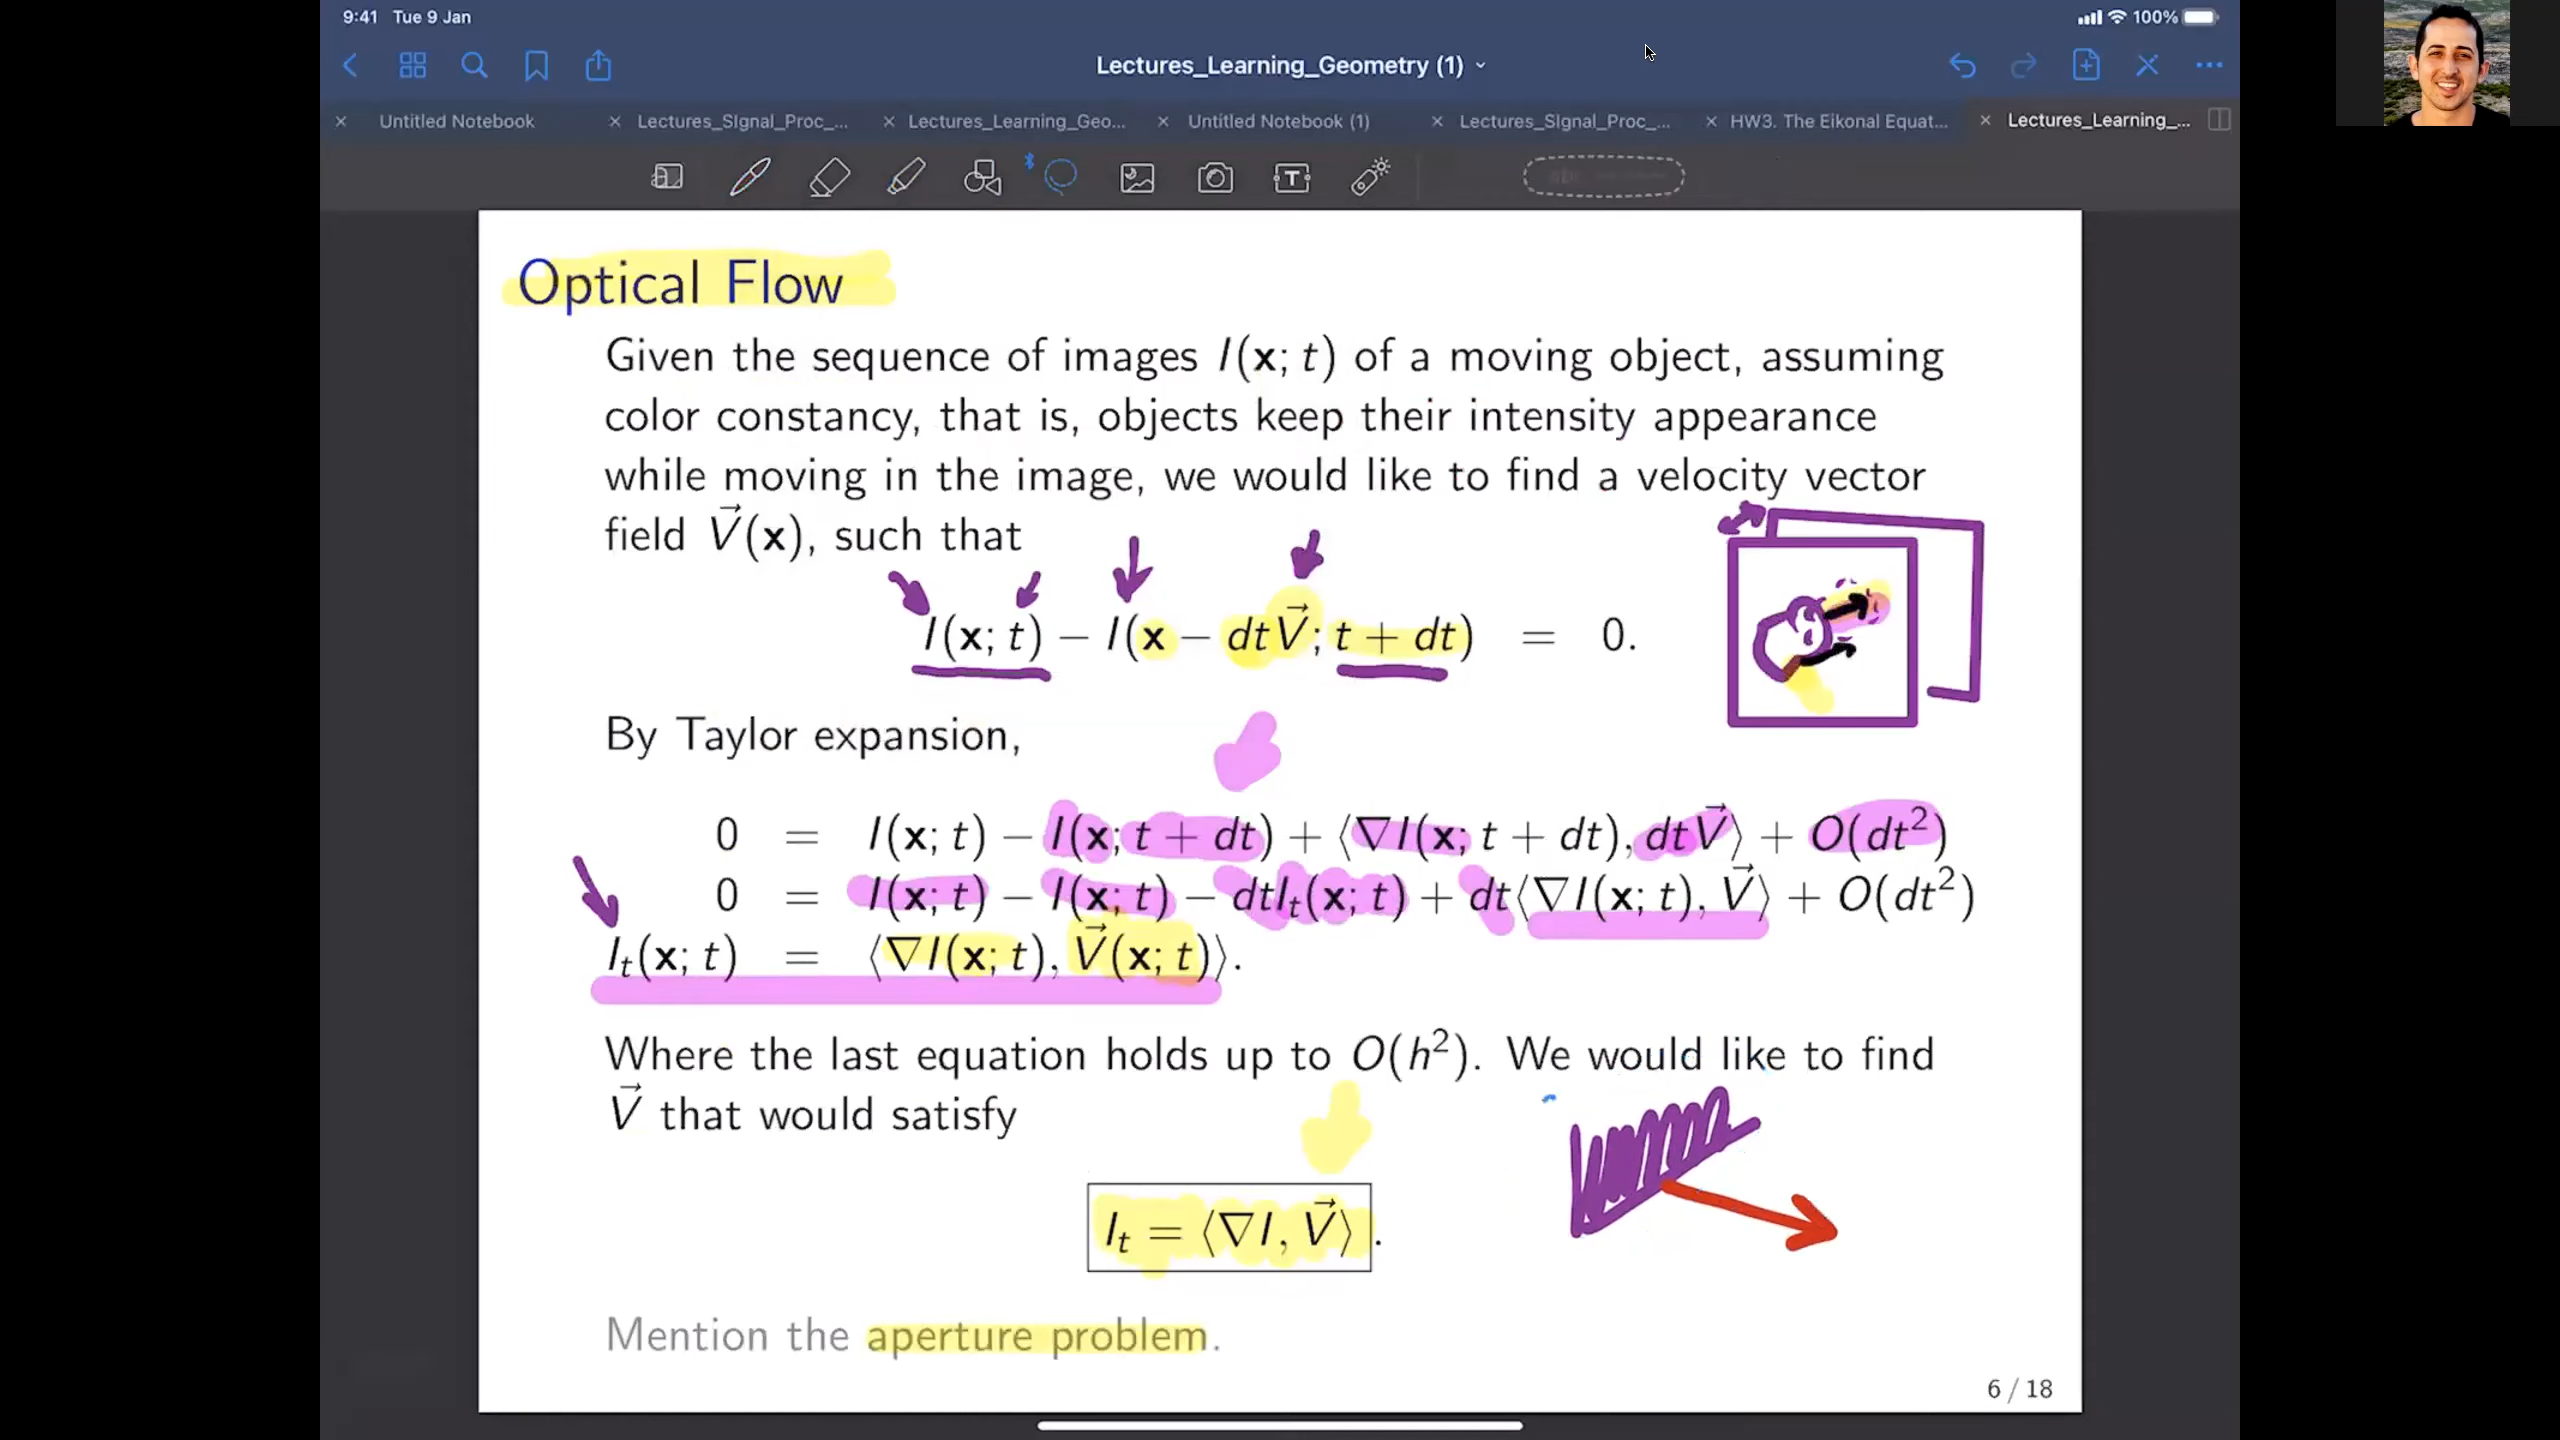 9:41 Tue 9 Jan 100%
Lectures_Learning_Geometry (1)
Untitled Notebook Lectures_SIgnal_Proc_... Lectures_Learning_Geo... Untitled Notebook (1) Lectures_SIgnal_Proc_... HW3. The Eikonal Equat... Lectures_Learning_...
Optical Flow
Given the sequence of images I(x; t) of a moving object, assuming
color constancy, that is, objects keep their intensity appearance
while moving in the image, we would like to find a velocity vector
field V⃗(x), such that
I(x; t) − I(x − dtV⃗; t + dt) = 0.
By Taylor expansion,
0 = I(x; t) − I(x; t + dt) + ⟨∇I(x; t + dt), dtV⃗⟩ + O(dt²)
0 = I(x; t) − I(x; t) − dtIₜ(x; t) + dt⟨∇I(x; t), V⃗⟩ + O(dt²)
Iₜ(x; t) = ⟨∇I(x; t), V⃗(x; t)⟩.
Where the last equation holds up to O(h²). We would like to find
V⃗ that would satisfy
Iₜ = ⟨∇I, V⃗⟩.
Mention the aperture problem.
6 / 18